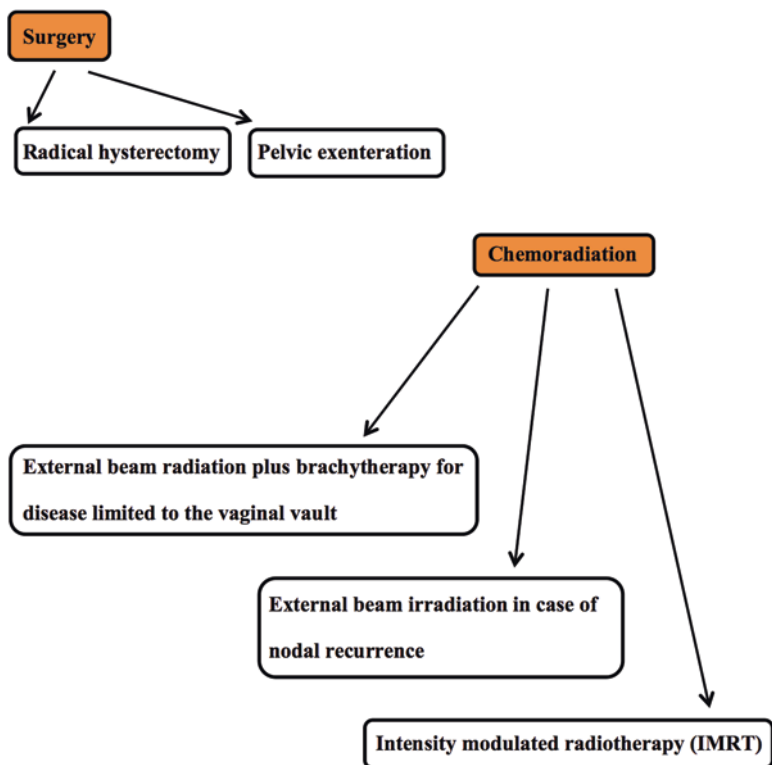 Surgery
Radical hysterectomy
Pelvic exenteration
Chemoradiation
External beam radiation plus brachytherapy for
disease limited to the vaginal vault
External beam irradiation in case of
nodal recurrence
Intensity modulated radiotherapy (IMRT)